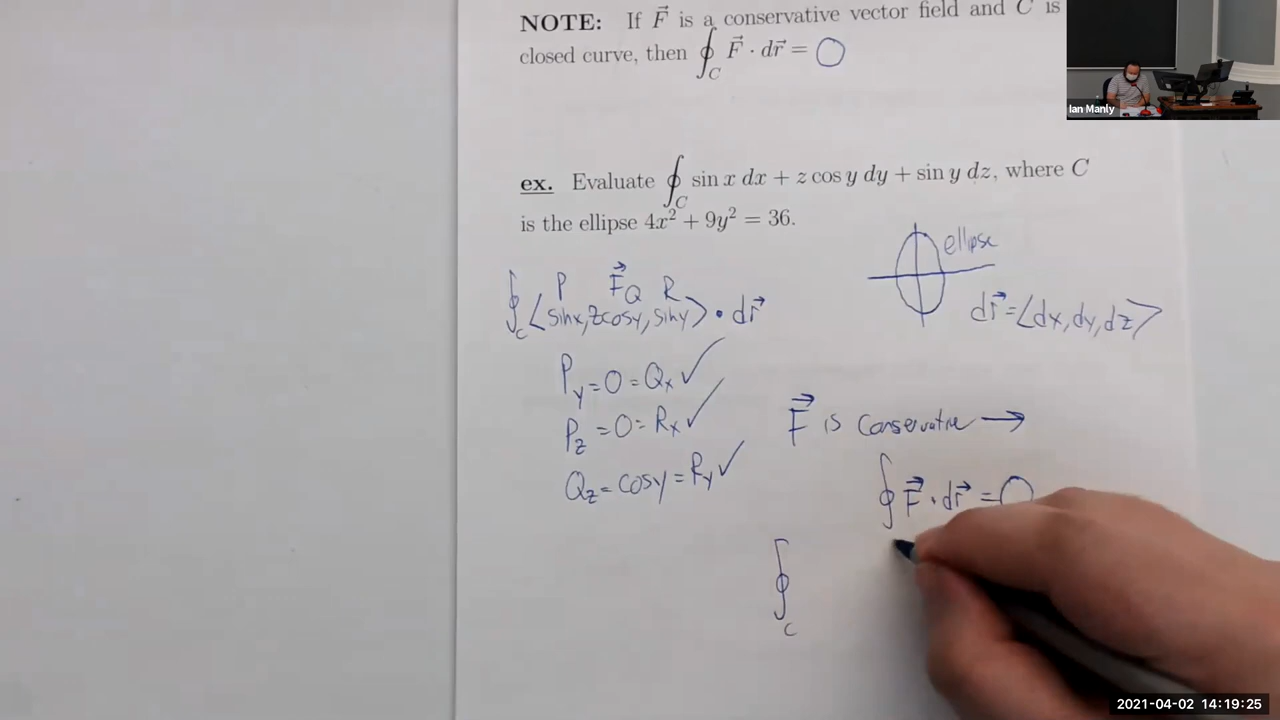 NOTE: If F⃗ is a conservative vector field and C is
closed curve, then ∮_C F⃗ · dr⃗ = 0
Ian Manly
ex. Evaluate ∮_C sin x dx + z cos y dy + sin y dz, where C
is the ellipse 4x² + 9y² = 36.
ellipse
dr⃗ = ⟨dx, dy, dz⟩
P F⃗ Q R
∮_C ⟨sinx, zcosy, siny⟩ • dr⃗
P_y = 0 = Q_x ✓
P_z = 0 = R_x ✓
Q_z = cosy = R_y ✓
F⃗ is conservative →
∮ F⃗ · dr⃗ = 0
∮_C
2021-04-02 14:19:25